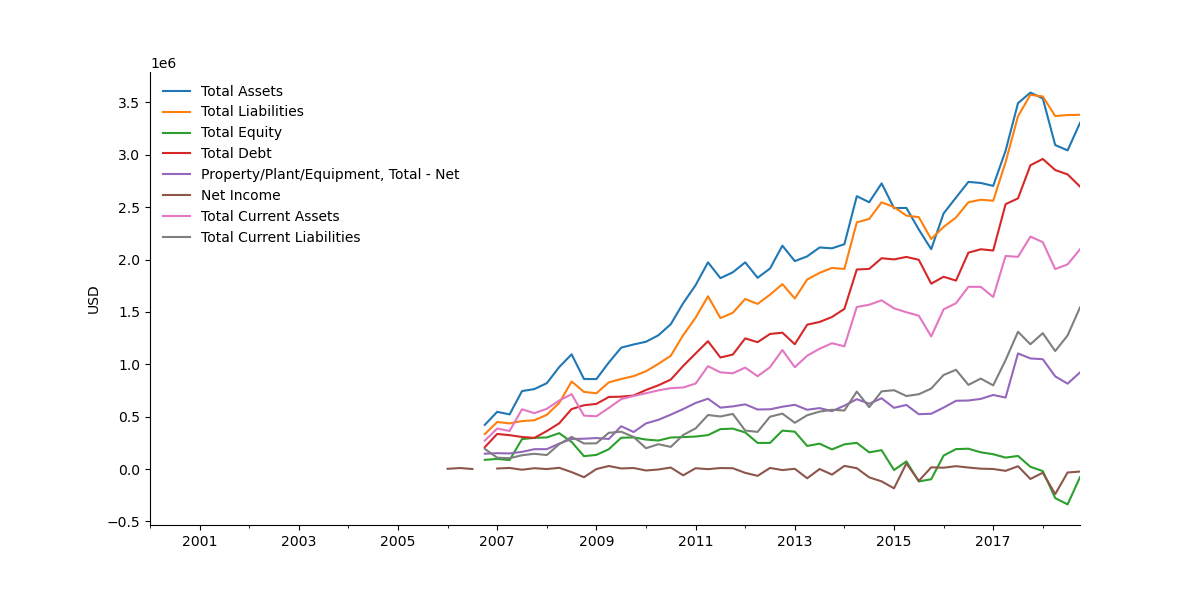 1e6
Total Assets
Total Liabilities
Total Equity
Total Debt
Property/Plant/Equipment, Total - Net
Net Income
Total Current Assets
Total Current Liabilities
3.5
3.0
2.5
2.0
1.5
1.0
0.5
0.0
−0.5
USD
2001 2003 2005 2007 2009 2011 2013 2015 2017